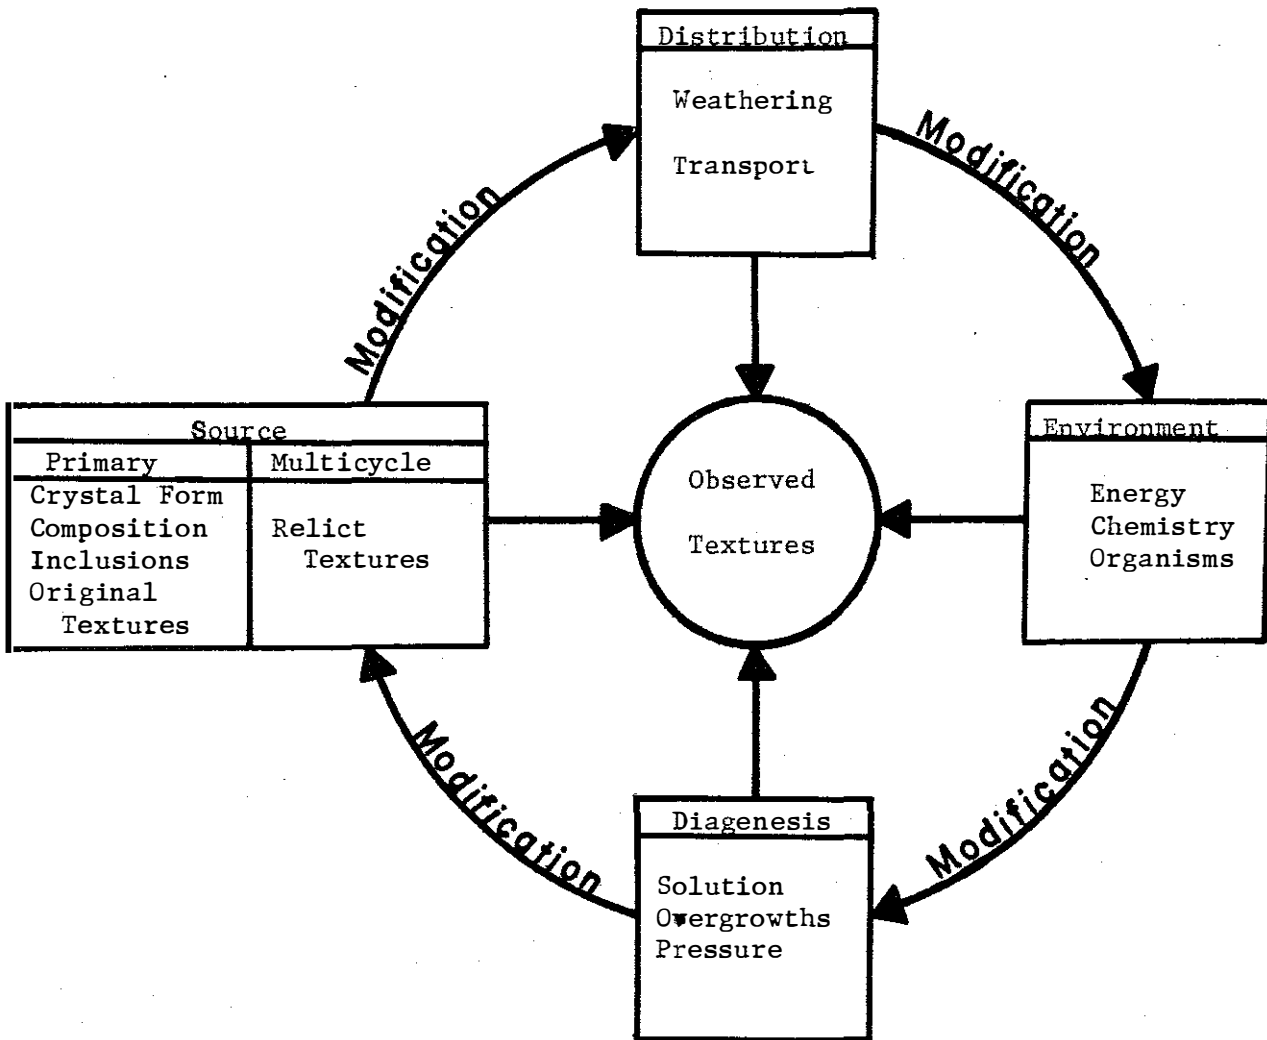 Distribution
Weathering
Transport
Modification
Modification
Source
Primary
Multicycle
Crystal Form
Composition
Inclusions
Original
Textures
Relict
Textures
Observed
Textures
Environment
Energy
Chemistry
Organisms
Modification
Modification
Diagenesis
Solution
Overgrowths
Pressure